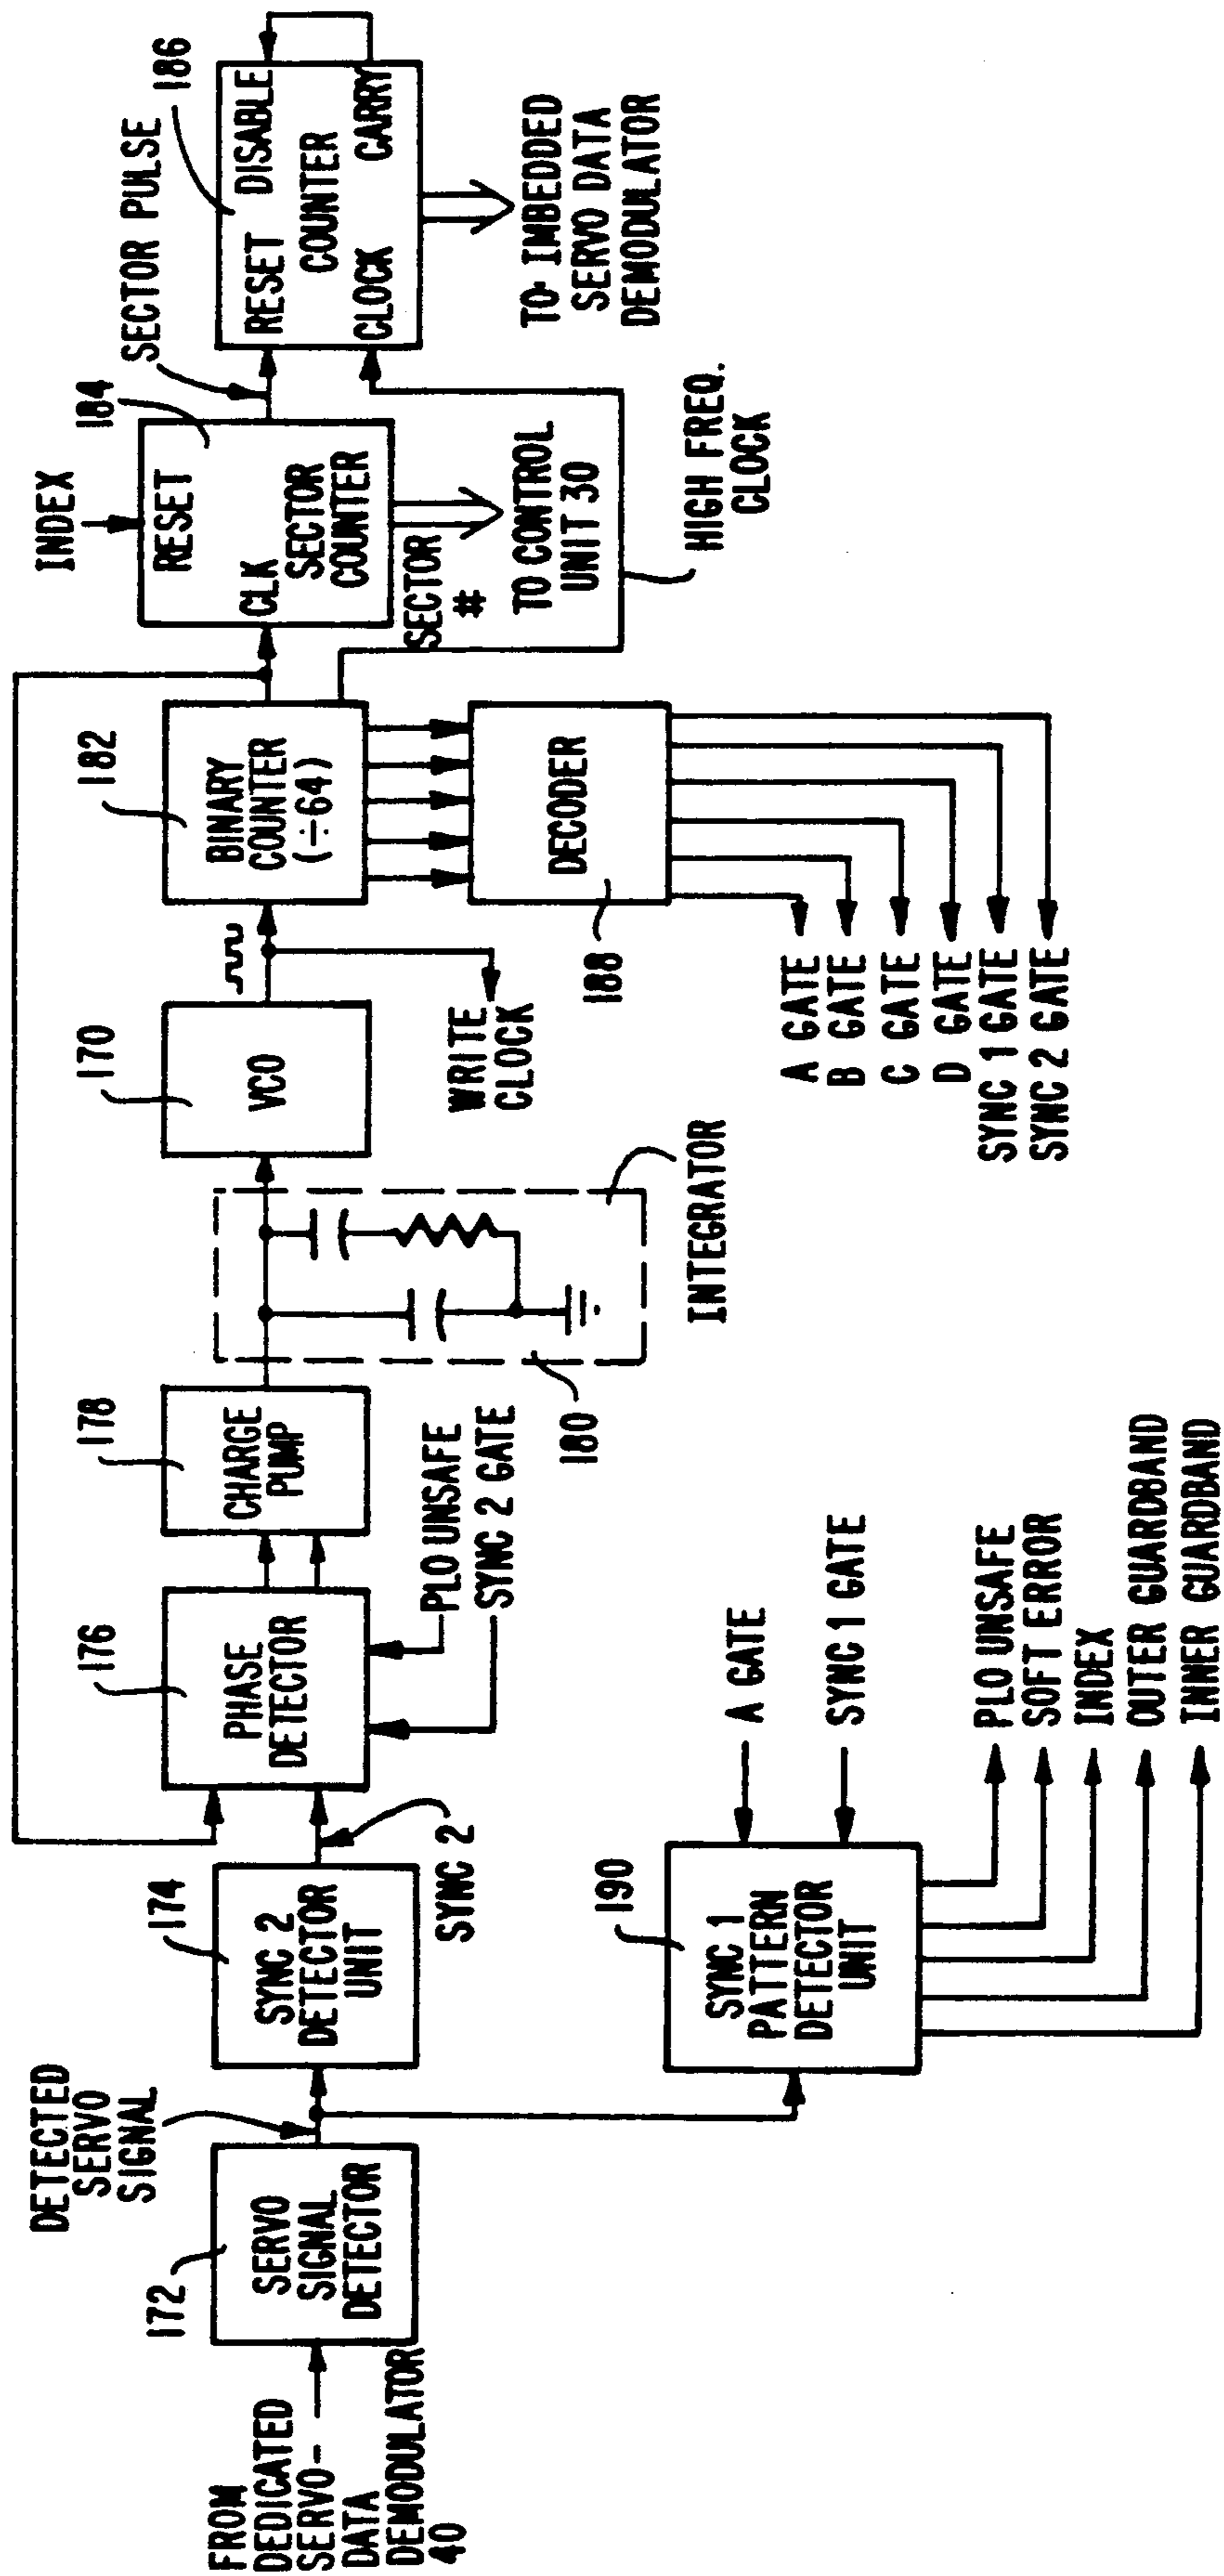 FROM
DEDICATED
SERVO-
DATA
DEMODULATOR
40
172
SERVO
SIGNAL
DETECTOR
DETECTED
SERVO
SIGNAL
174
SYNC 2
DETECTOR
UNIT
SYNC 2
176
PHASE
DETECTOR
PLO UNSAFE
SYNC 2 GATE
178
CHARGE
PUMP
180
INTEGRATOR
170
VCO
WRITE
CLOCK
182
BINARY
COUNTER
(÷64)
188
DECODER
A GATE
B GATE
C GATE
D GATE
SYNC 1 GATE
SYNC 2 GATE
INDEX
184
RESET
CLK
SECTOR
COUNTER
SECTOR
#
TO CONTROL
UNIT 30
HIGH FREQ.
CLOCK
SECTOR PULSE
186
RESET DISABLE
COUNTER
CLOCK CARRY
TO IMBEDDED
SERVO DATA
DEMODULATOR
190
SYNC 1
PATTERN
DETECTOR
UNIT
A GATE
SYNC 1 GATE
PLO UNSAFE
SOFT ERROR
INDEX
OUTER GUARDBAND
INNER GUARDBAND